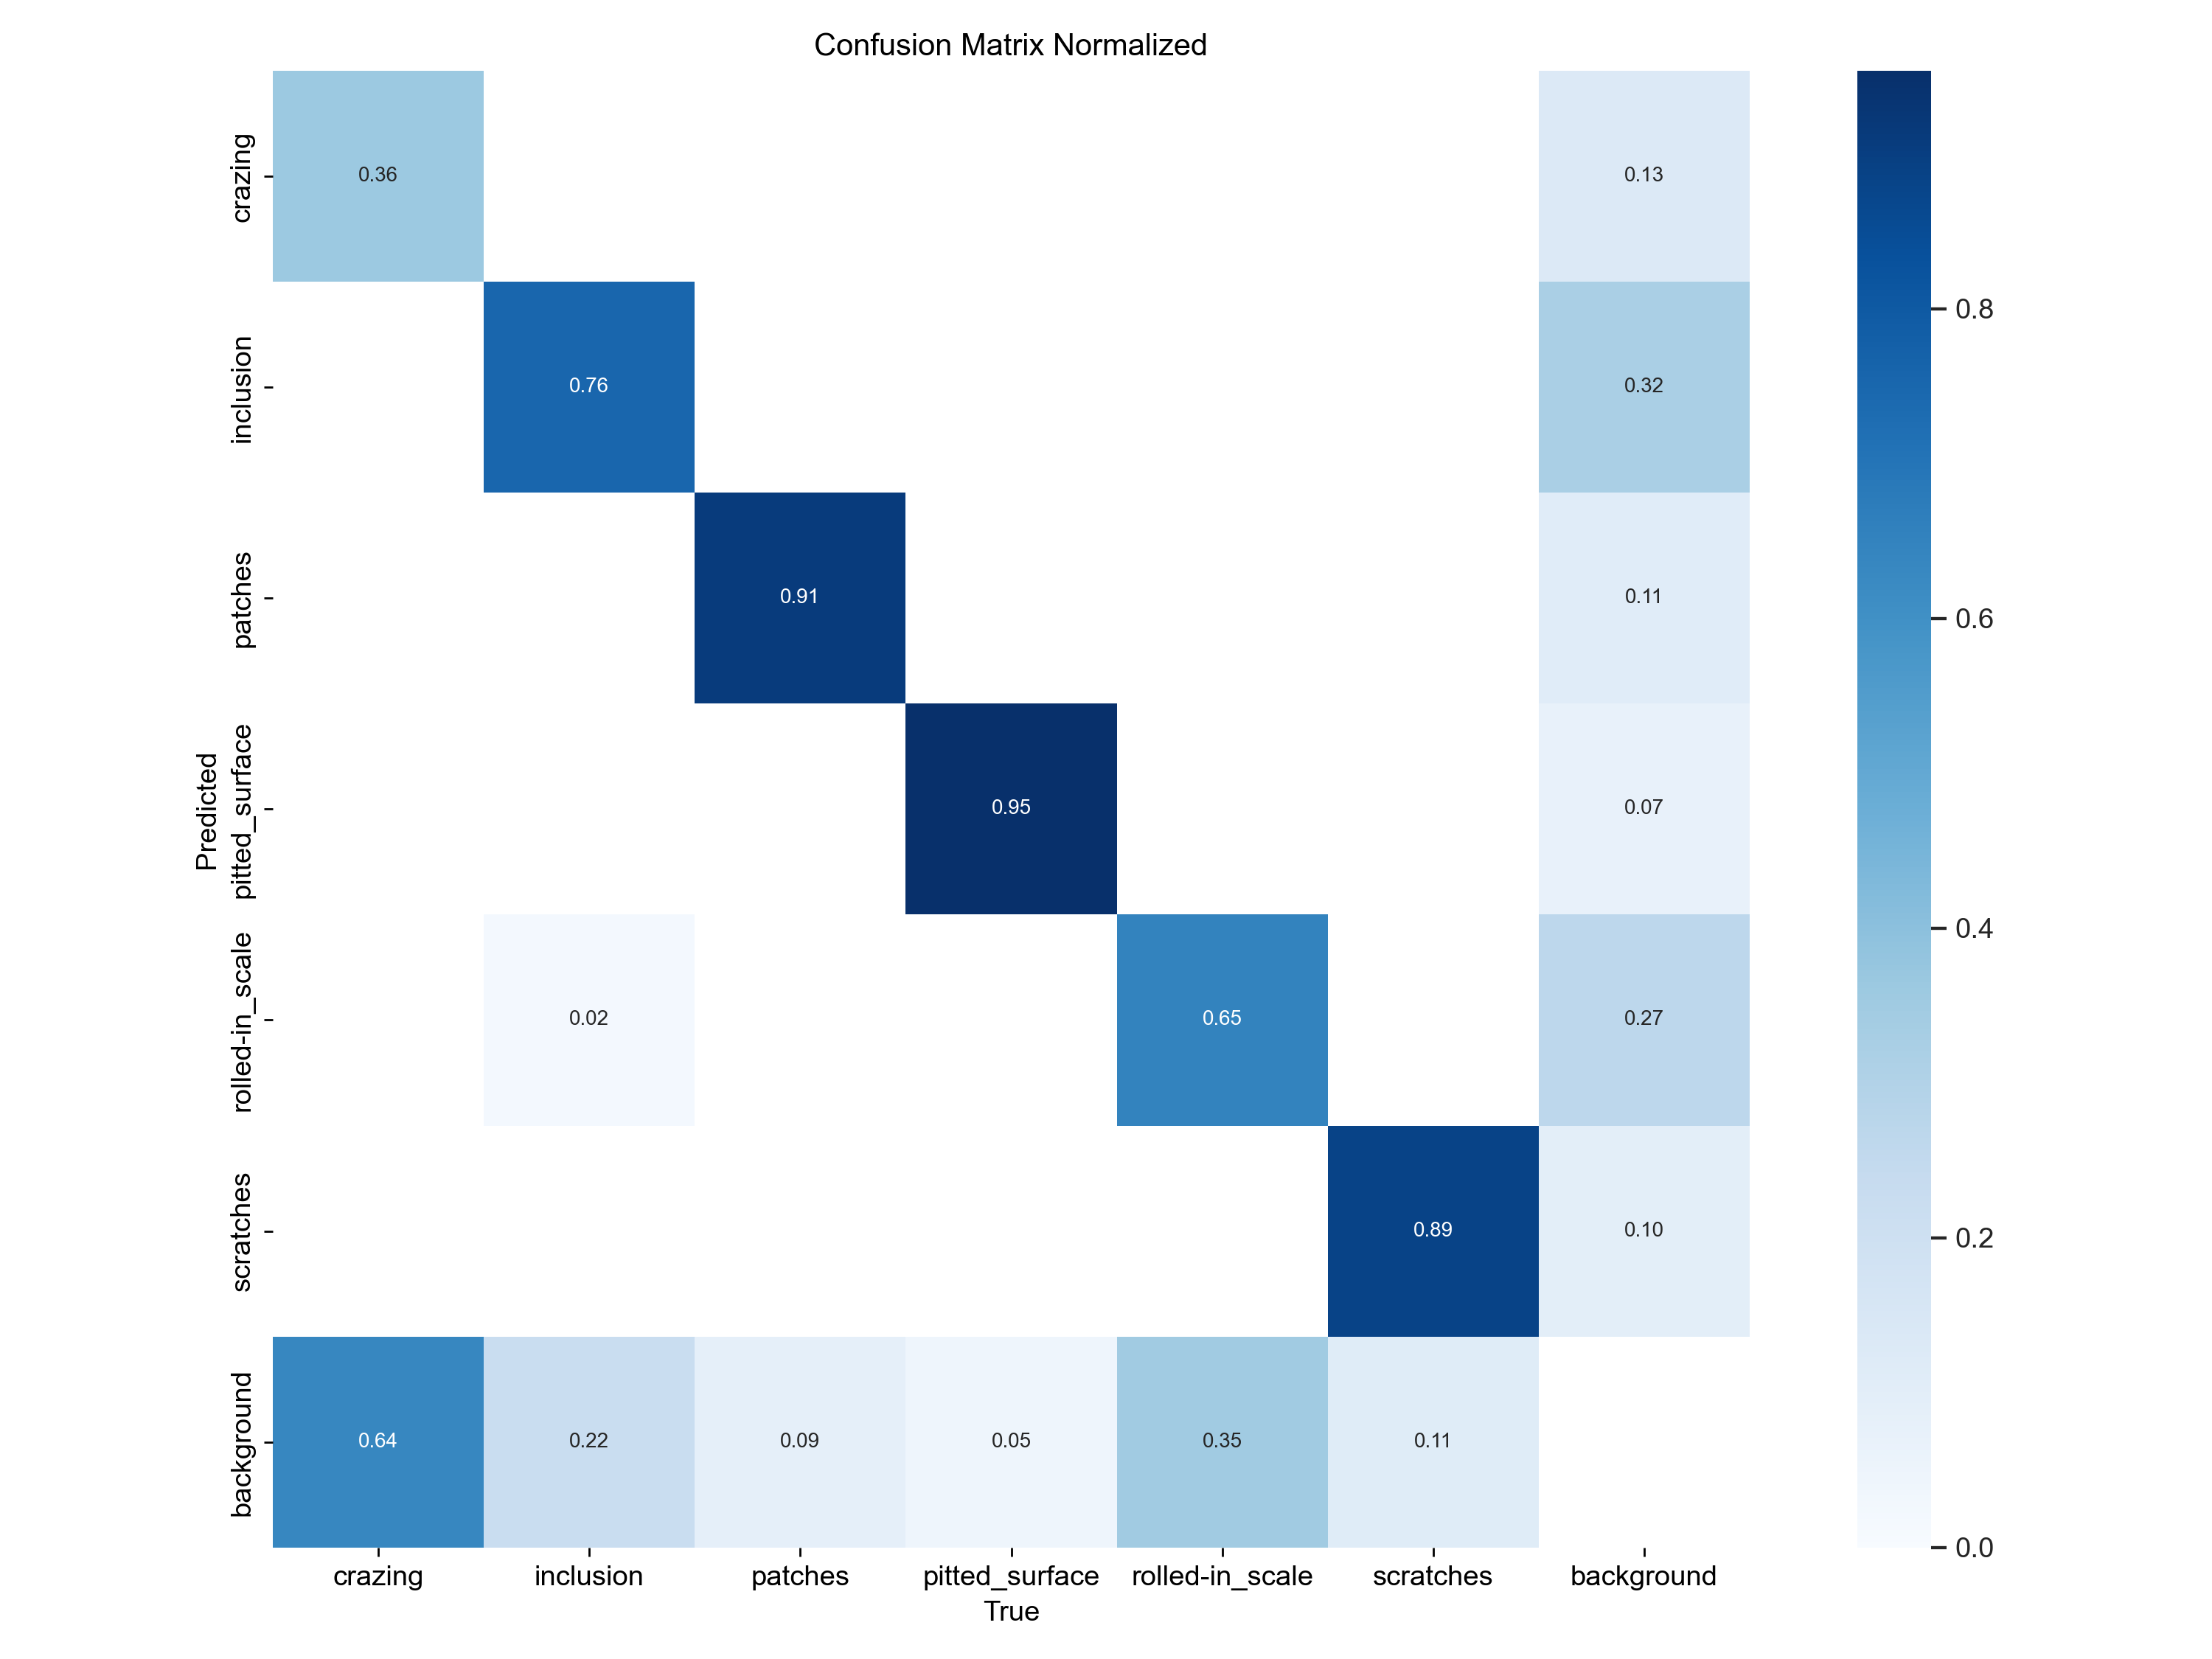 Confusion Matrix Normalized
crazing
0.36
0.13
inclusion
0.76
0.32
0.8
patches
0.91
0.11
0.6
Predicted
pitted_surface
0.95
0.07
0.4
rolled-in_scale
0.02
0.65
0.27
scratches
0.89
0.10
0.2
background
0.64
0.22
0.09
0.05
0.35
0.11
0.0
crazing
inclusion
patches
pitted_surface
rolled-in_scale
scratches
background
True